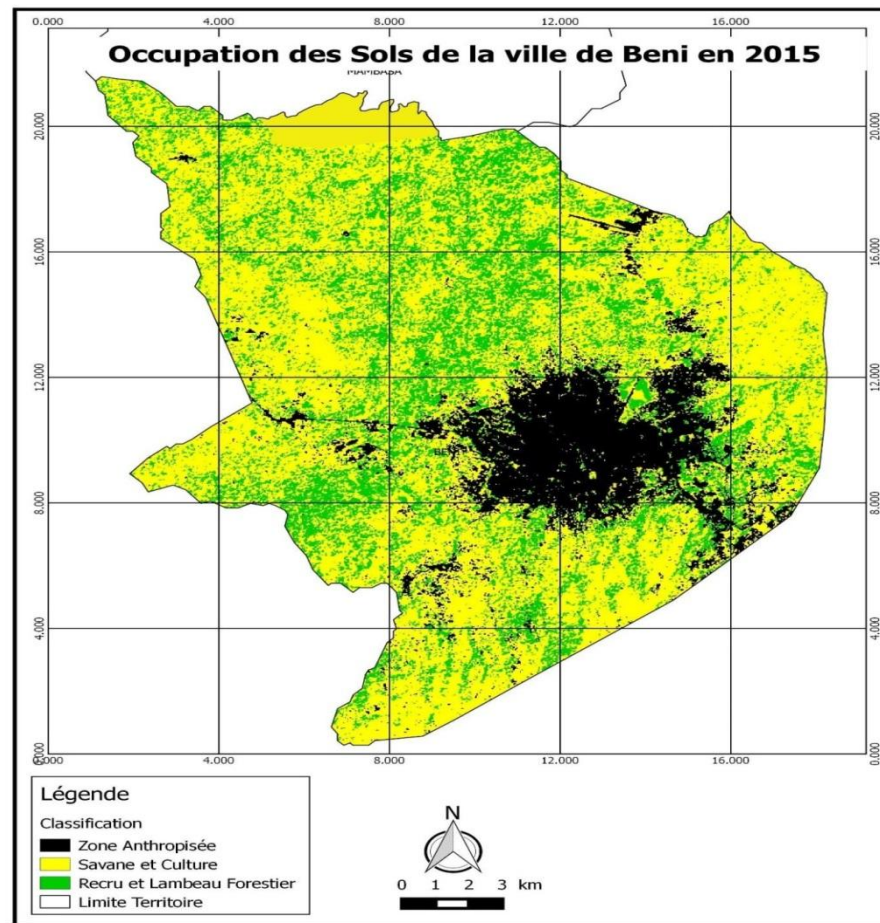 0.000 4.000 8.000 12.000 16.000
Occupation des Sols de la ville de Beni en 2015
MAMBASA
20.000 20.000
16.000 16.000
12.000 12.000
BENI
8.000 8.000
4.000 4.000
0.000 0.000
0.000 4.000 8.000 12.000 16.000
Légende
Classification
Zone Anthropisée
Savane et Culture
Recru et Lambeau Forestier
Limite Territoire
N
0 1 2 3 km